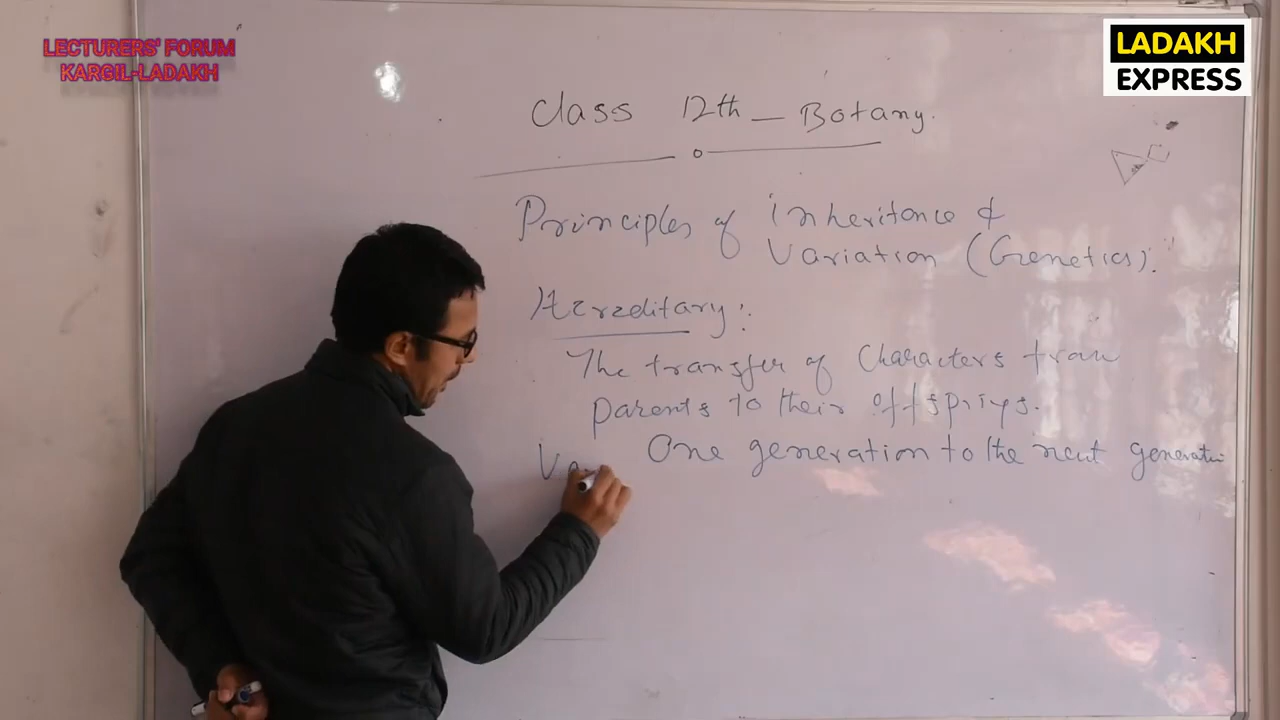 LECTURERS' FORUM
KARGIL-LADAKH
LADAKH
EXPRESS
Class 12th — Botany.
Principles of Inheritance &
Variation (Genetics).
Hereditary:
The transfer of Characters from
parents to their offsprings.
One generation to the next generation
Var